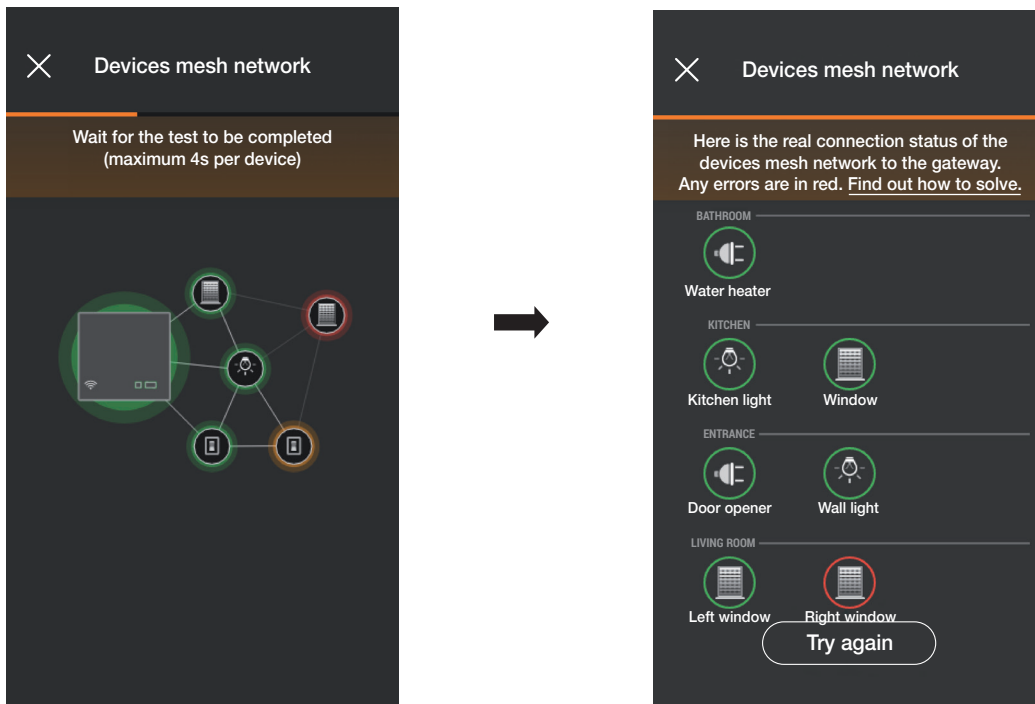 Devices mesh network
Wait for the test to be completed
(maximum 4s per device)
Devices mesh network
Here is the real connection status of the
devices mesh network to the gateway.
Any errors are in red. Find out how to solve.
BATHROOM
Water heater
KITCHEN
Kitchen light Window
ENTRANCE
Door opener Wall light
LIVING ROOM
Left window Right window
Try again